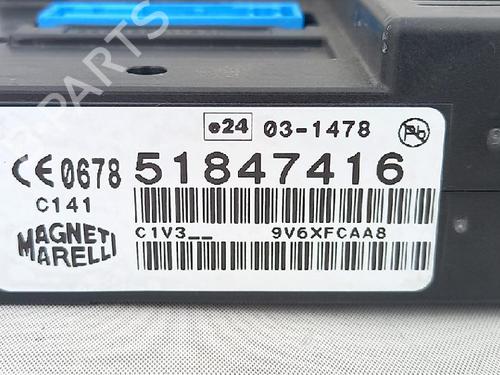 e24 03-1478 Pb
CE0678 51847416
C141
C1V3__ 9V6XFCAA8
MAGNETI
MARELLI
B-PARTS